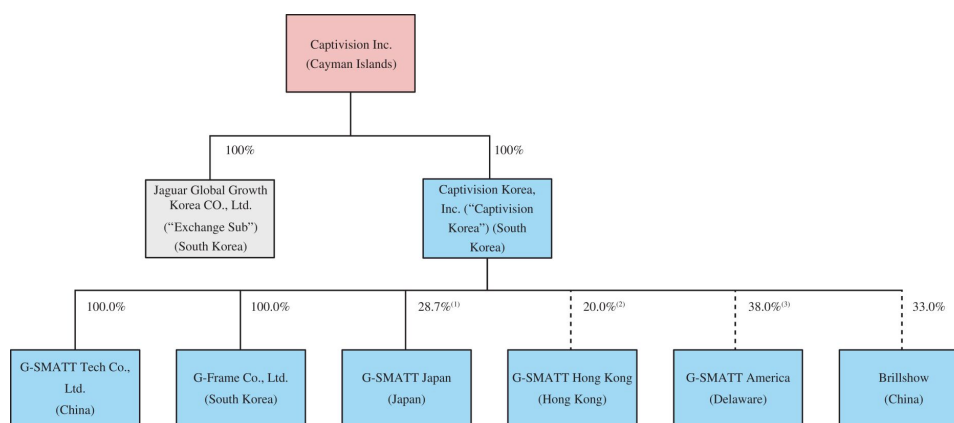 Captivision Inc.
(Cayman Islands)
100%
100%
Jaguar Global Growth
Korea CO., Ltd.
(“Exchange Sub”)
(South Korea)
Captivision Korea,
Inc. (“Captivision
Korea”) (South
Korea)
100.0%
100.0%
28.7%(1)
20.0%(2)
38.0%(3)
33.0%
G-SMATT Tech Co.,
Ltd.
(China)
G-Frame Co., Ltd.
(South Korea)
G-SMATT Japan
(Japan)
G-SMATT Hong Kong
(Hong Kong)
G-SMATT America
(Delaware)
Brillshow
(China)